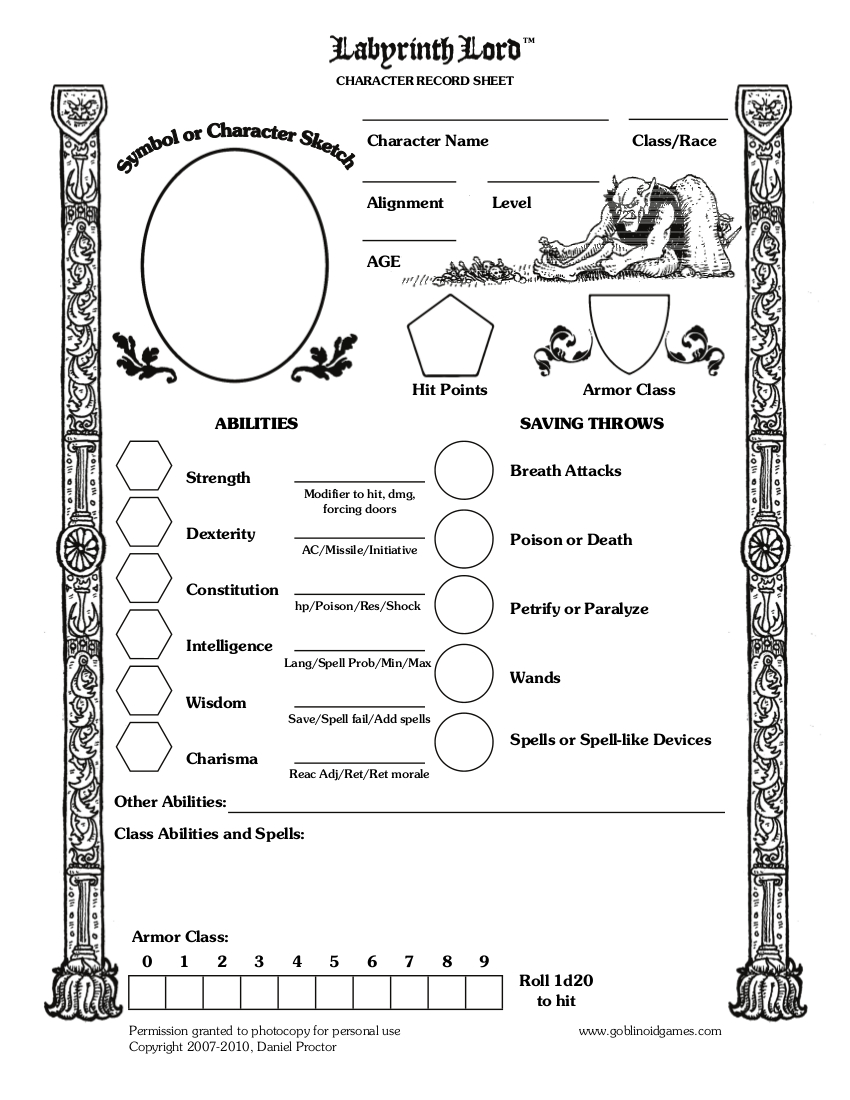 Labyrinth Lord™
CHARACTER RECORD SHEET
Symbol or Character Sketch
Character Name
Class/Race
Alignment
Level
AGE
Hit Points
Armor Class
ABILITIES
Strength
Modifier to hit, dmg,
forcing doors
Dexterity
AC/Missile/Initiative
Constitution
hp/Poison/Res/Shock
Intelligence
Lang/Spell Prob/Min/Max
Wisdom
Save/Spell fail/Add spells
Charisma
Reac Adj/Ret/Ret morale
SAVING THROWS
Breath Attacks
Poison or Death
Petrify or Paralyze
Wands
Spells or Spell-like Devices
Other Abilities:
Class Abilities and Spells:
Armor Class:
0 1 2 3 4 5 6 7 8 9
Roll 1d20
to hit
Permission granted to photocopy for personal use
Copyright 2007-2010, Daniel Proctor
www.goblinoidgames.com